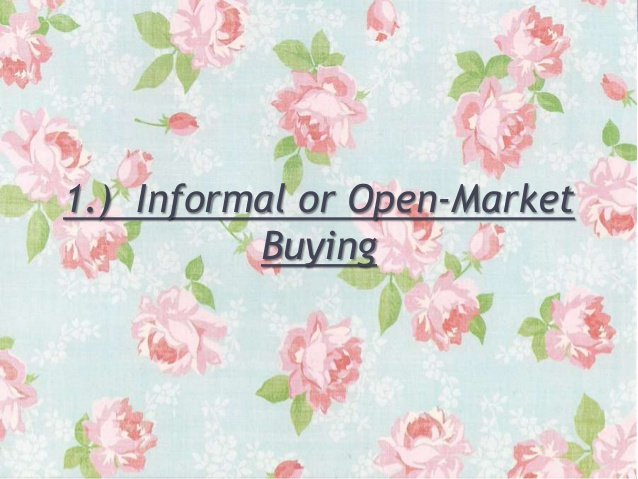 1.) Informal or Open-Market
Buying